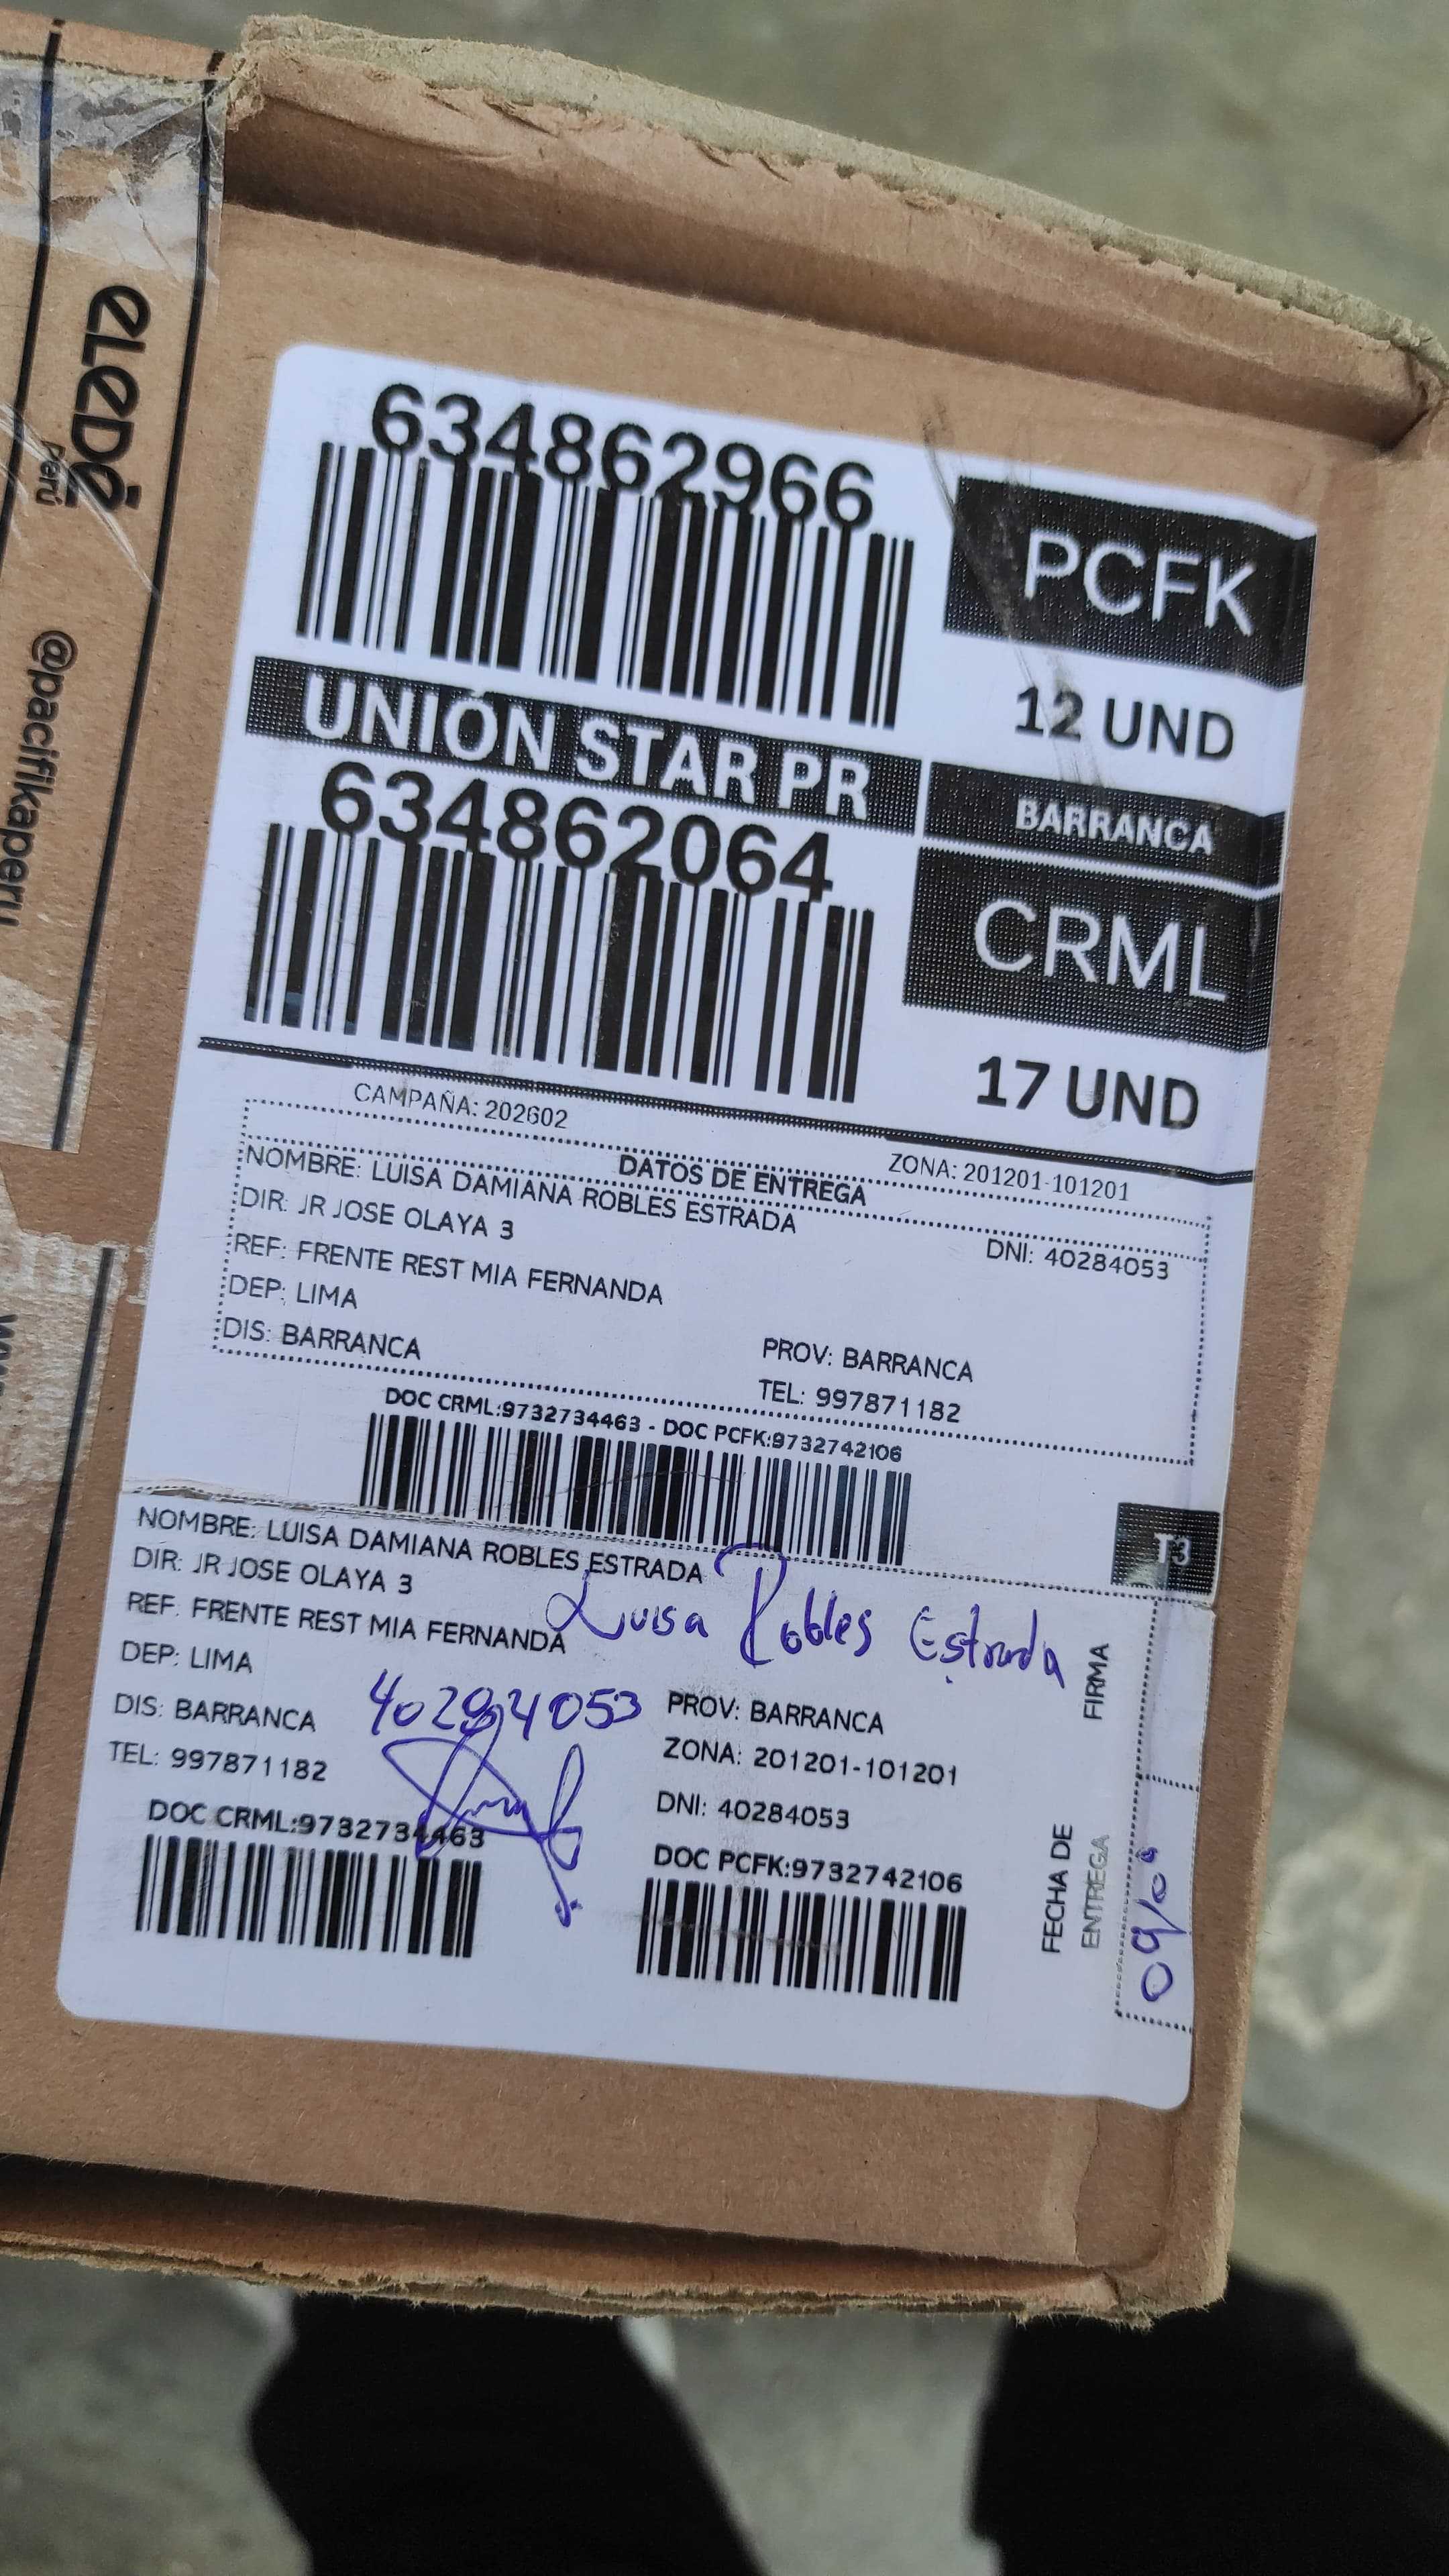 eLeDé
Perú
@pacifikaperu
634862966
PCFK
12 UND
UNIÓN STAR PR
BARRANCA
634862064
CRML
17 UND
CAMPAÑA: 202602
ZONA: 201201-101201
DATOS DE ENTREGA
NOMBRE: LUISA DAMIANA ROBLES ESTRADA
DNI: 40284053
DIR: JR JOSE OLAYA 3
REF: FRENTE REST MIA FERNANDA
DEP: LIMA
PROV: BARRANCA
DIS: BARRANCA
TEL: 997871182
DOC CRML:9732734463 - DOC PCFK:9732742106
T3
NOMBRE: LUISA DAMIANA ROBLES ESTRADA
DIR: JR JOSE OLAYA 3
REF. FRENTE REST MIA FERNANDA
Luisa Robles Estrada
DEP: LIMA
DIS: BARRANCA
40284053
PROV: BARRANCA
TEL: 997871182
ZONA: 201201-101201
DNI: 40284053
DOC CRML:9732734463
DOC PCFK:9732742106
FIRMA
FECHA DE
ENTREGA